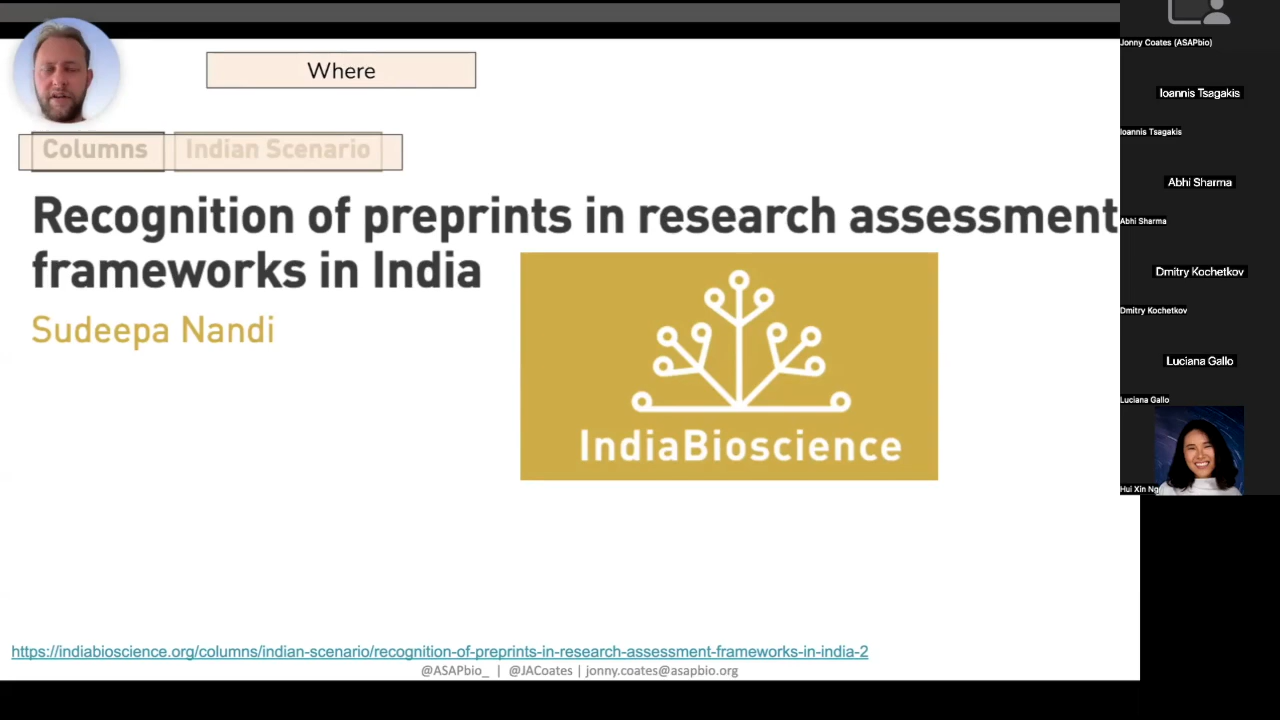 Where
Columns Indian Scenario
Recognition of preprints in research assessment
frameworks in India
Sudeepa Nandi
IndiaBioscience
https://indiabioscience.org/columns/indian-scenario/recognition-of-preprints-in-research-assessment-frameworks-in-india-2
@ASAPbio_ | @JACoates | jonny.coates@asapbio.org
Jonny Coates (ASAPbio)
Ioannis Tsagakis
Ioannis Tsagakis
Abhi Sharma
Abhi Sharma
Dmitry Kochetkov
Dmitry Kochetkov
Luciana Gallo
Luciana Gallo
Hui Xin Ng